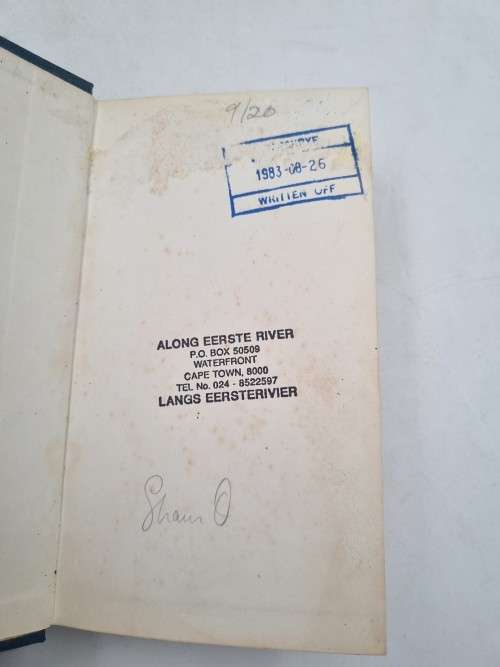 9/20
1983-08-26
WRITTEN OFF
ALONG EERSTE RIVER
P.O. BOX 50509
WATERFRONT
CAPE TOWN, 8000
TEL No. 024 - 8522597
LANGS EERSTERIVIER